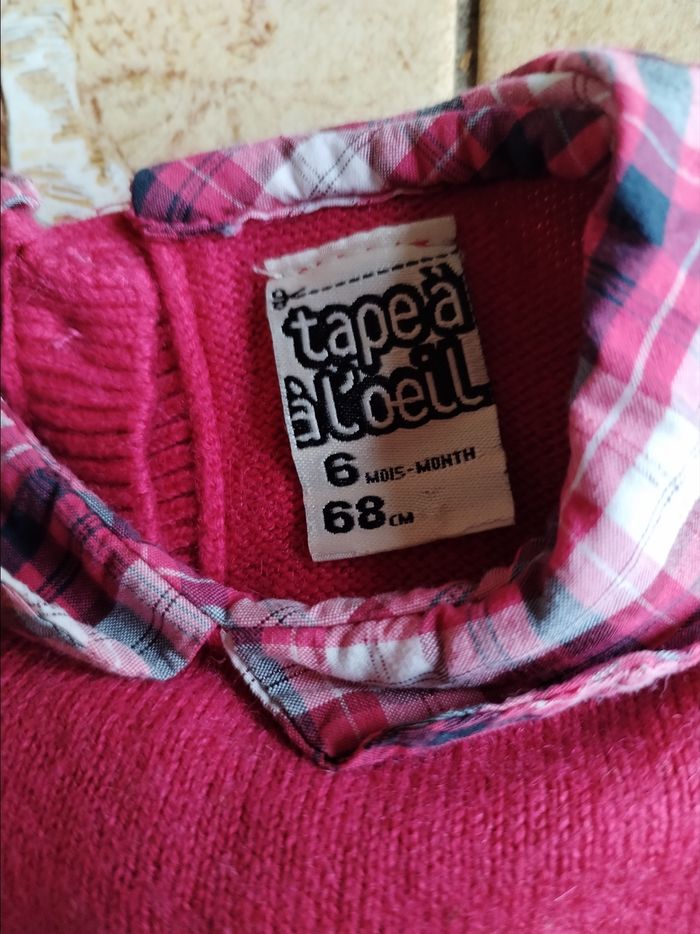 tape à
l'oeil
6 MOIS-MONTH
68 CM